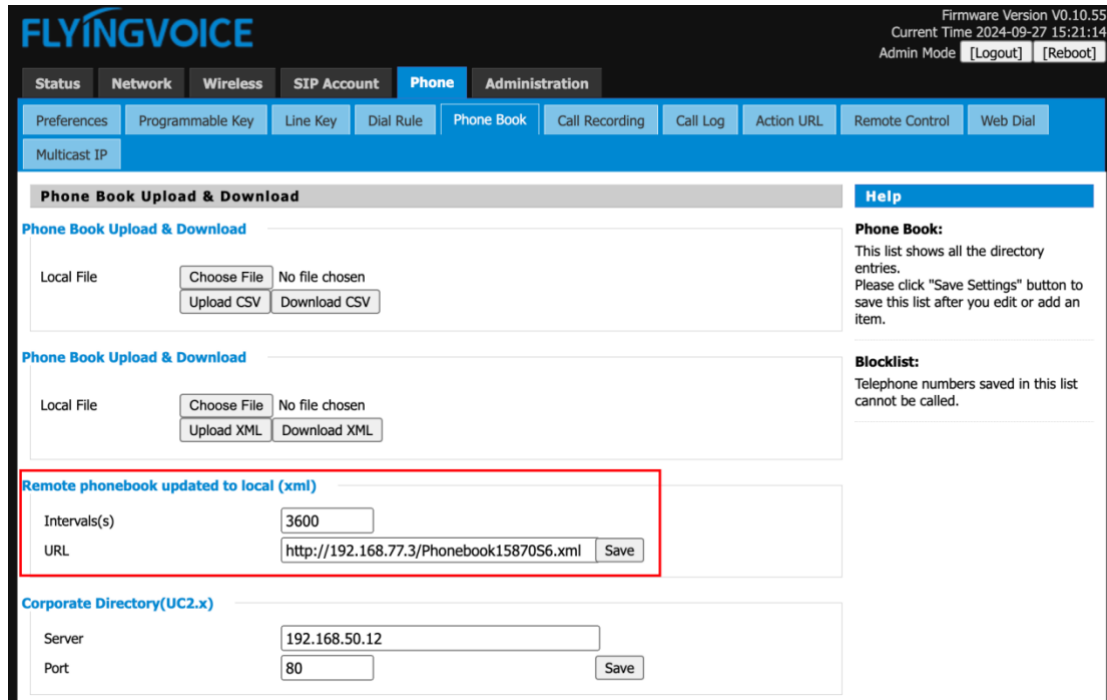 FLYINGVOICE
Firmware Version V0.10.55
Current Time 2024-09-27 15:21:14
Admin Mode [Logout] [Reboot]
Status Network Wireless SIP Account Phone Administration
Preferences Programmable Key Line Key Dial Rule Phone Book Call Recording Call Log Action URL Remote Control Web Dial
Multicast IP
Phone Book Upload & Download
Phone Book Upload & Download
Local File Choose File No file chosen
Upload CSV Download CSV
Phone Book Upload & Download
Local File Choose File No file chosen
Upload XML Download XML
Remote phonebook updated to local (xml)
Intervals(s) 3600
URL http://192.168.77.3/Phonebook15870S6.xml Save
Corporate Directory(UC2.x)
Server 192.168.50.12
Port 80 Save
Help
Phone Book:
This list shows all the directory
entries.
Please click "Save Settings" button to
save this list after you edit or add an
item.
Blocklist:
Telephone numbers saved in this list
cannot be called.